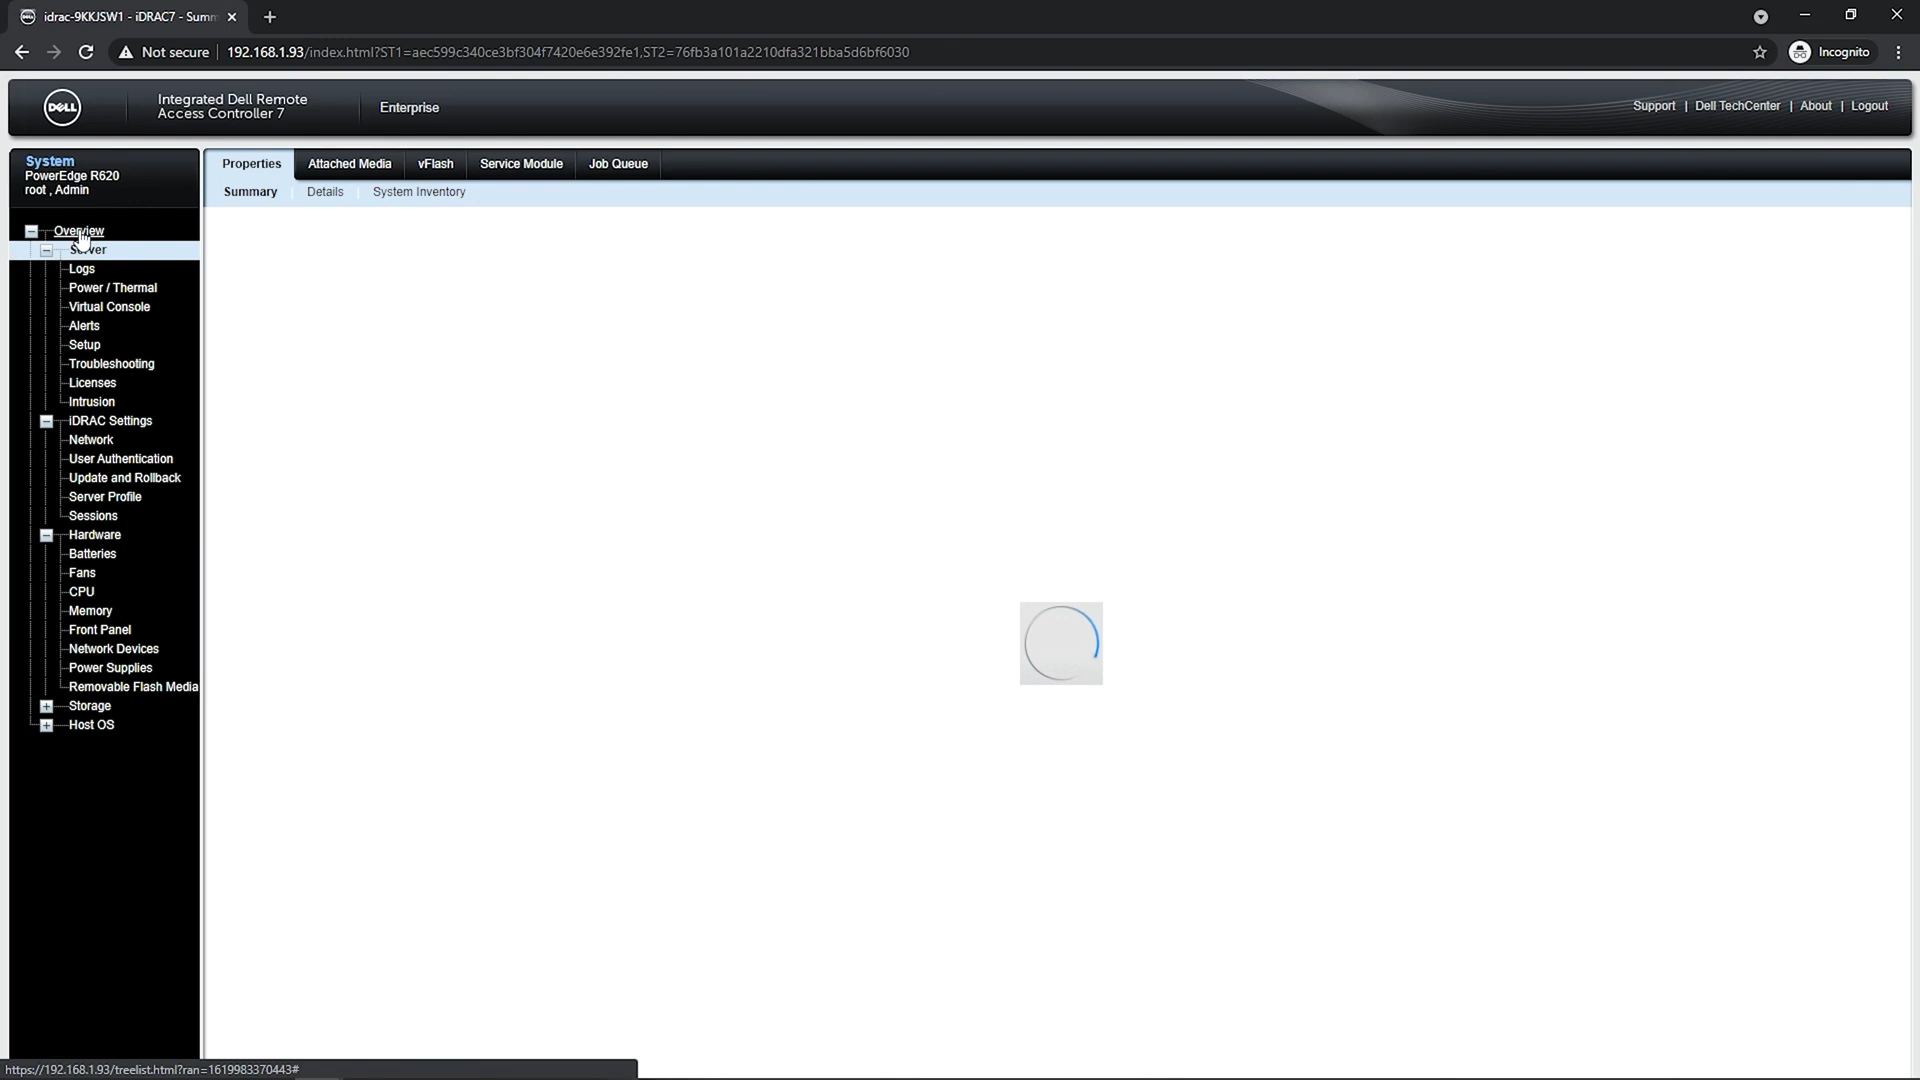 idrac-9KKJSW1 - iDRAC7 - Summ
Not secure
192.168.1.93/index.html?ST1=aec599c340ce3bf304f7420e6e392fe1,ST2=76fb3a101a2210dfa321bba5d6bf6030
Incognito
DELL
Integrated Dell Remote
Access Controller 7
Enterprise
Support | Dell TechCenter | About | Logout
System
PowerEdge R620
root , Admin
Properties
Attached Media
vFlash
Service Module
Job Queue
Summary
Details
System Inventory
Overview
Server
Logs
Power / Thermal
Virtual Console
Alerts
Setup
Troubleshooting
Licenses
Intrusion
iDRAC Settings
Network
User Authentication
Update and Rollback
Server Profile
Sessions
Hardware
Batteries
Fans
CPU
Memory
Front Panel
Network Devices
Power Supplies
Removable Flash Media
Storage
Host OS
https://192.168.1.93/treelist.html?ran=1619983370443#